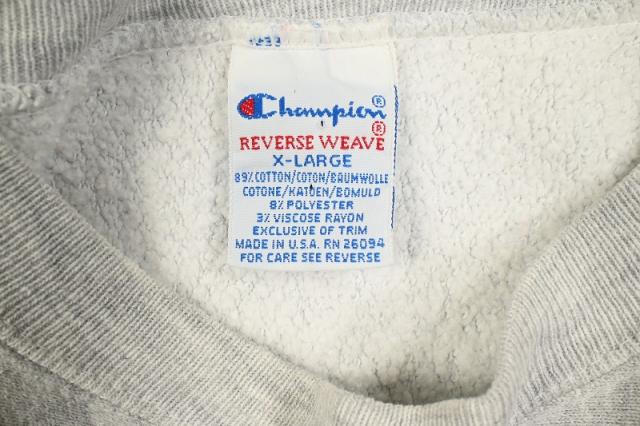 Champion®
®
REVERSE WEAVE
X-LARGE
89% COTTON/COTON/BAUMWOLLE
COTONE/KATOEN/BOMULD
8% POLYESTER
3% VISCOSE RAYON
EXCLUSIVE OF TRIM
MADE IN U.S.A. RN 26094
FOR CARE SEE REVERSE